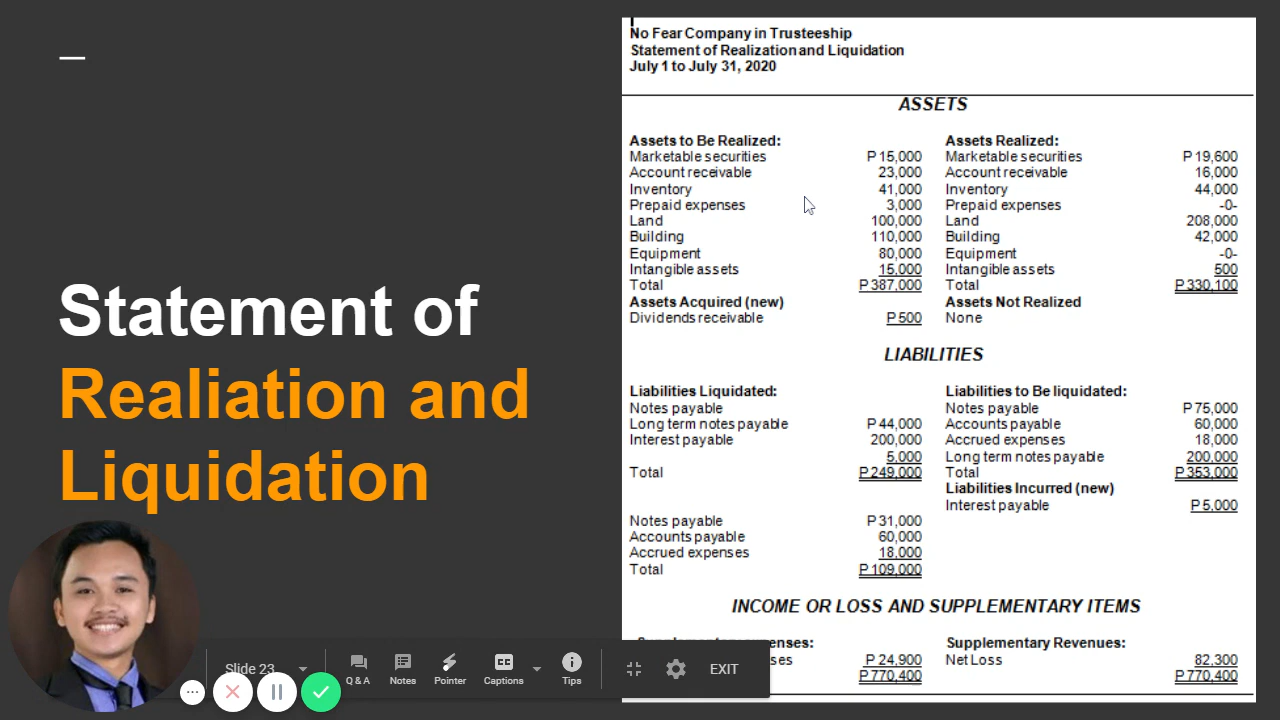 Statement of
Realiation and
Liquidation
No Fear Company in Trusteeship
Statement of Realization and Liquidation
July 1 to July 31, 2020
ASSETS
Assets to Be Realized: Assets Realized:
Marketable securities P 15,000 Marketable securities P 19,600
Account receivable 23,000 Account receivable 16,000
Inventory 41,000 Inventory 44,000
Prepaid expenses 3,000 Prepaid expenses -0-
Land 100,000 Land 208,000
Building 110,000 Building 42,000
Equipment 80,000 Equipment -0-
Intangible assets 15.000 Intangible assets 500
Total P 387,000 Total P 330,100
Assets Acquired (new) Assets Not Realized
Dividends receivable P 500 None
LIABILITIES
Liabilities Liquidated: Liabilities to Be liquidated:
Notes payable Notes payable P 75,000
Long term notes payable P 44,000 Accounts payable 60,000
Interest payable 200,000 Accrued expenses 18,000
5.000 Long term notes payable 200,000
Total P 249,000 Total P 353,000
Liabilities Incurred (new)
Interest payable P 5.000
Notes payable P 31,000
Accounts payable 60,000
Accrued expenses 18.000
Total P 109,000
INCOME OR LOSS AND SUPPLEMENTARY ITEMS
Supplementary Revenues:
P 24,900 Net Loss 82,300
P 770,400 P 770,400
Slide 23
Q & A Notes Pointer CC Captions Tips EXIT